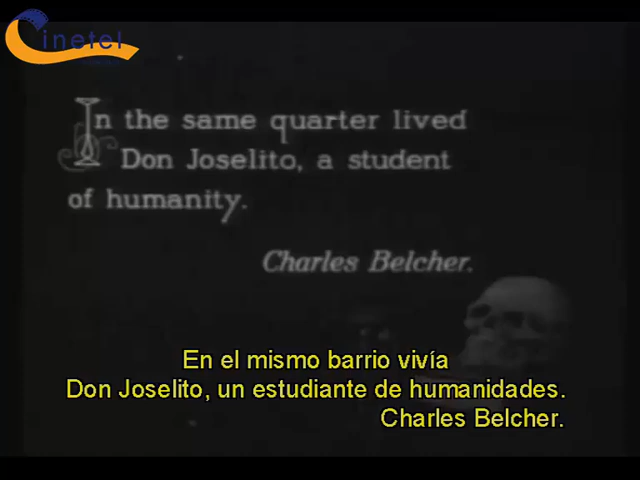 Cinetel
In the same quarter lived
Don Joselito, a student
of humanity.
Charles Belcher.
En el mismo barrio vivía
Don Joselito, un estudiante de humanidades.
Charles Belcher.